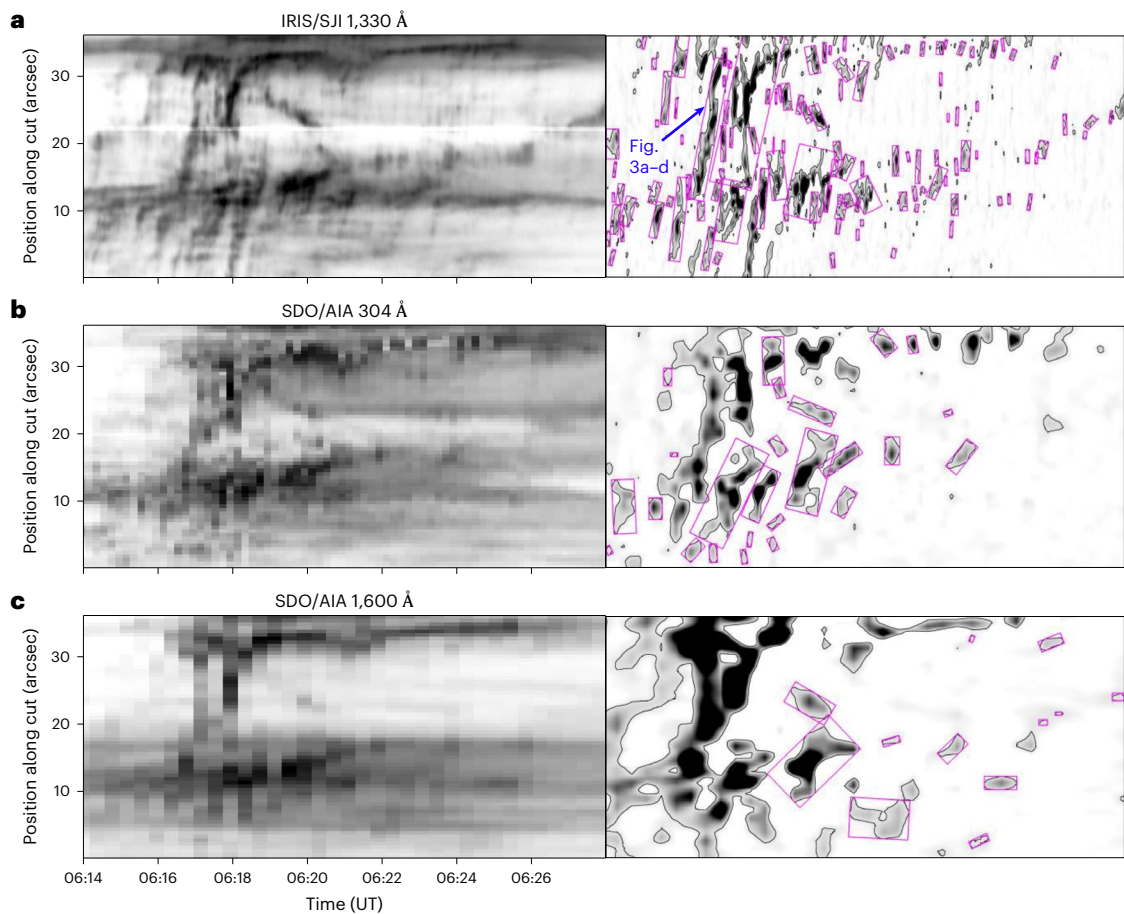 a
IRIS/SJI 1,330 Å
Position along cut (arcsec)
30
20
10
Fig.
3a–d
b
SDO/AIA 304 Å
Position along cut (arcsec)
30
20
10
c
SDO/AIA 1,600 Å
Position along cut (arcsec)
30
20
10
06:14 06:16 06:18 06:20 06:22 06:24 06:26
Time (UT)